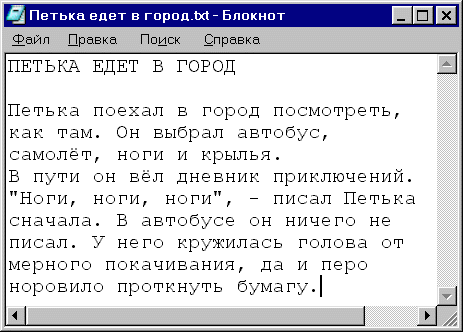 Петька едет в город.txt - Блокнот
Файл Правка Поиск Справка
ПЕТЬКА ЕДЕТ В ГОРОД
Петька поехал в город посмотреть,
как там. Он выбрал автобус,
самолёт, ноги и крылья.
В пути он вёл дневник приключений.
"Ноги, ноги, ноги", - писал Петька
сначала. В автобусе он ничего не
писал. У него кружилась голова от
мерного покачивания, да и перо
норовило проткнуть бумагу.